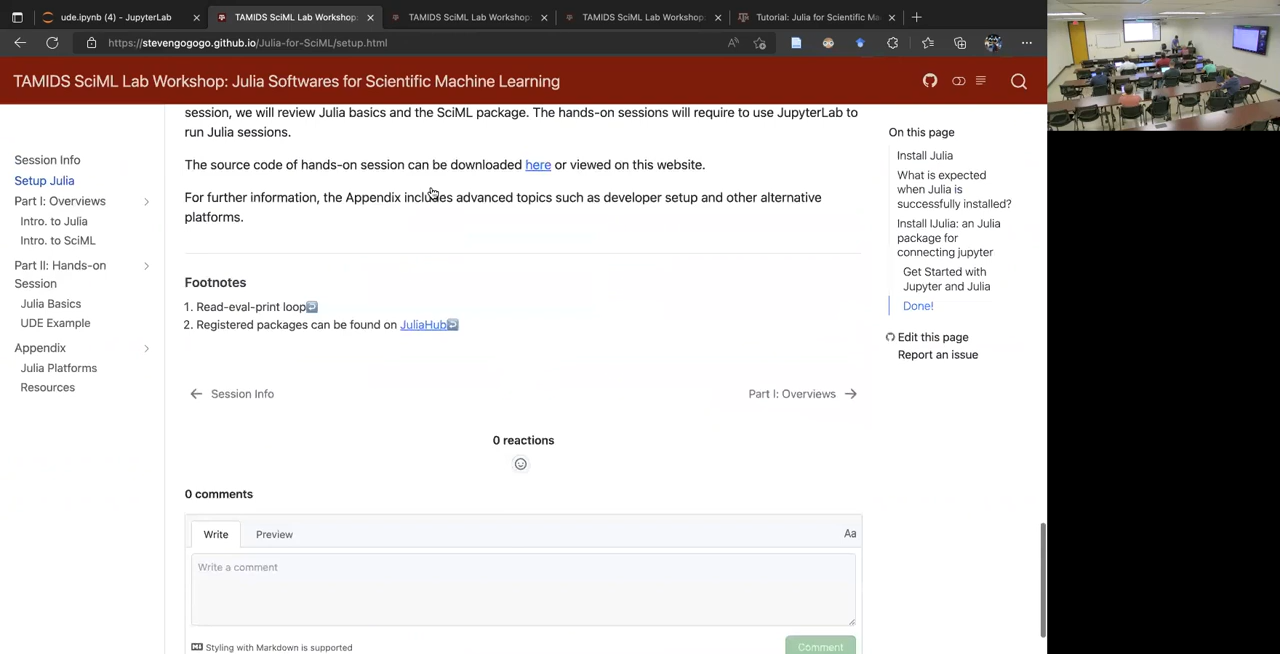 ude.ipynb (4) - JupyterLab
TAMIDS SciML Lab Workshop:
TAMIDS SciML Lab Workshop:
TAMIDS SciML Lab Workshop:
Tutorial: Julia for Scientific Ma
https://stevengogogo.github.io/Julia-for-SciML/setup.html
TAMIDS SciML Lab Workshop: Julia Softwares for Scientific Machine Learning
Session Info
Setup Julia
Part I: Overviews
Intro. to Julia
Intro. to SciML
Part II: Hands-on
Session
Julia Basics
UDE Example
Appendix
Julia Platforms
Resources
session, we will review Julia basics and the SciML package. The hands-on sessions will require to use JupyterLab to
run Julia sessions.
The source code of hands-on session can be downloaded here or viewed on this website.
For further information, the Appendix includes advanced topics such as developer setup and other alternative
platforms.
Footnotes
1. Read-eval-print loop
2. Registered packages can be found on JuliaHub
Session Info
Part I: Overviews
0 reactions
0 comments
Write
Preview
Aa
Write a comment
Styling with Markdown is supported
Comment
On this page
Install Julia
What is expected
when Julia is
successfully installed?
Install IJulia: an Julia
package for
connecting jupyter
Get Started with
Jupyter and Julia
Done!
Edit this page
Report an issue